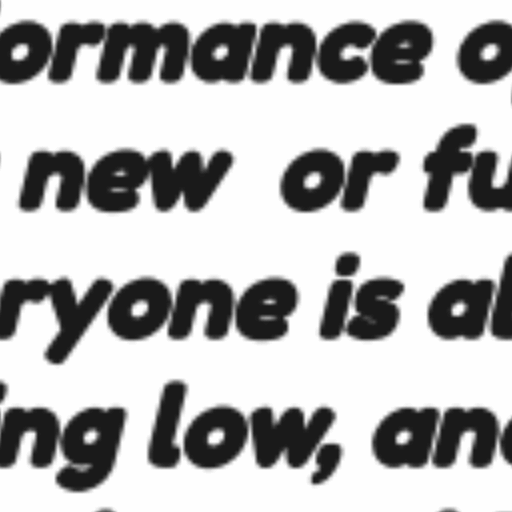 ormance o
new or fu
ryone is al
ing low, and